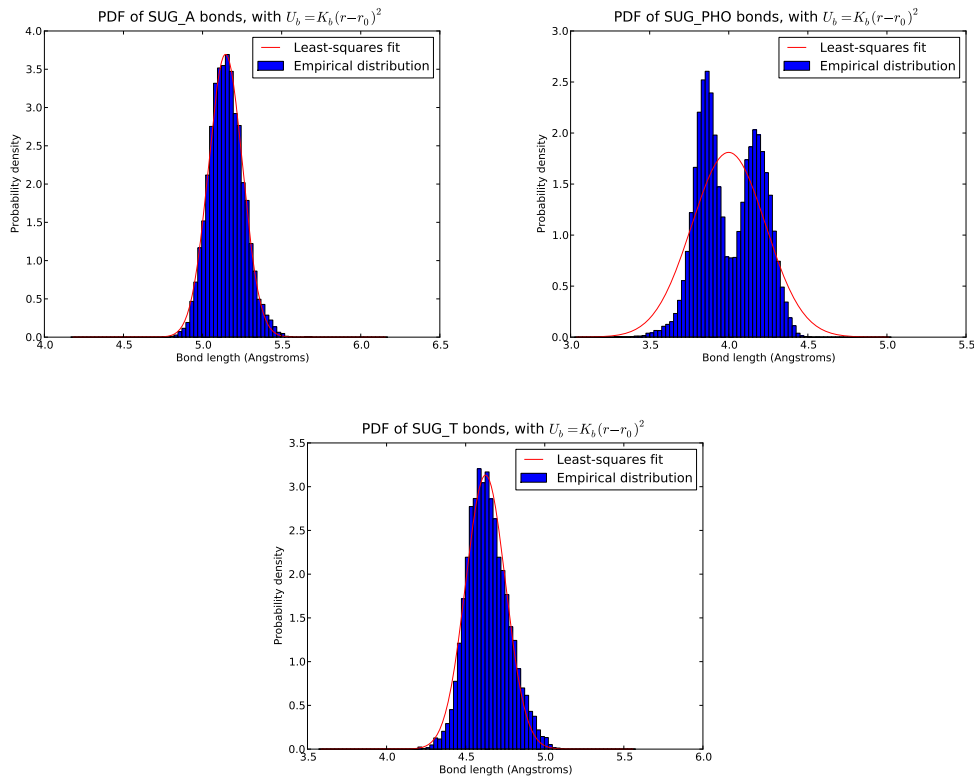 PDF of SUG_A bonds, with $U_b = K_b(r-r_0)^2$
4.0
3.5
3.0
2.5
2.0
1.5
1.0
0.5
0.0
Probability density
Least-squares fit
Empirical distribution
4.0 4.5 5.0 5.5 6.0 6.5
Bond length (Angstroms)
PDF of SUG_PHO bonds, with $U_b = K_b(r-r_0)^2$
3.0
2.5
2.0
1.5
1.0
0.5
0.0
Probability density
Least-squares fit
Empirical distribution
3.0 3.5 4.0 4.5 5.0 5.5
Bond length (Angstroms)
PDF of SUG_T bonds, with $U_b = K_b(r-r_0)^2$
3.5
3.0
2.5
2.0
1.5
1.0
0.5
0.0
Probability density
Least-squares fit
Empirical distribution
3.5 4.0 4.5 5.0 5.5 6.0
Bond length (Angstroms)